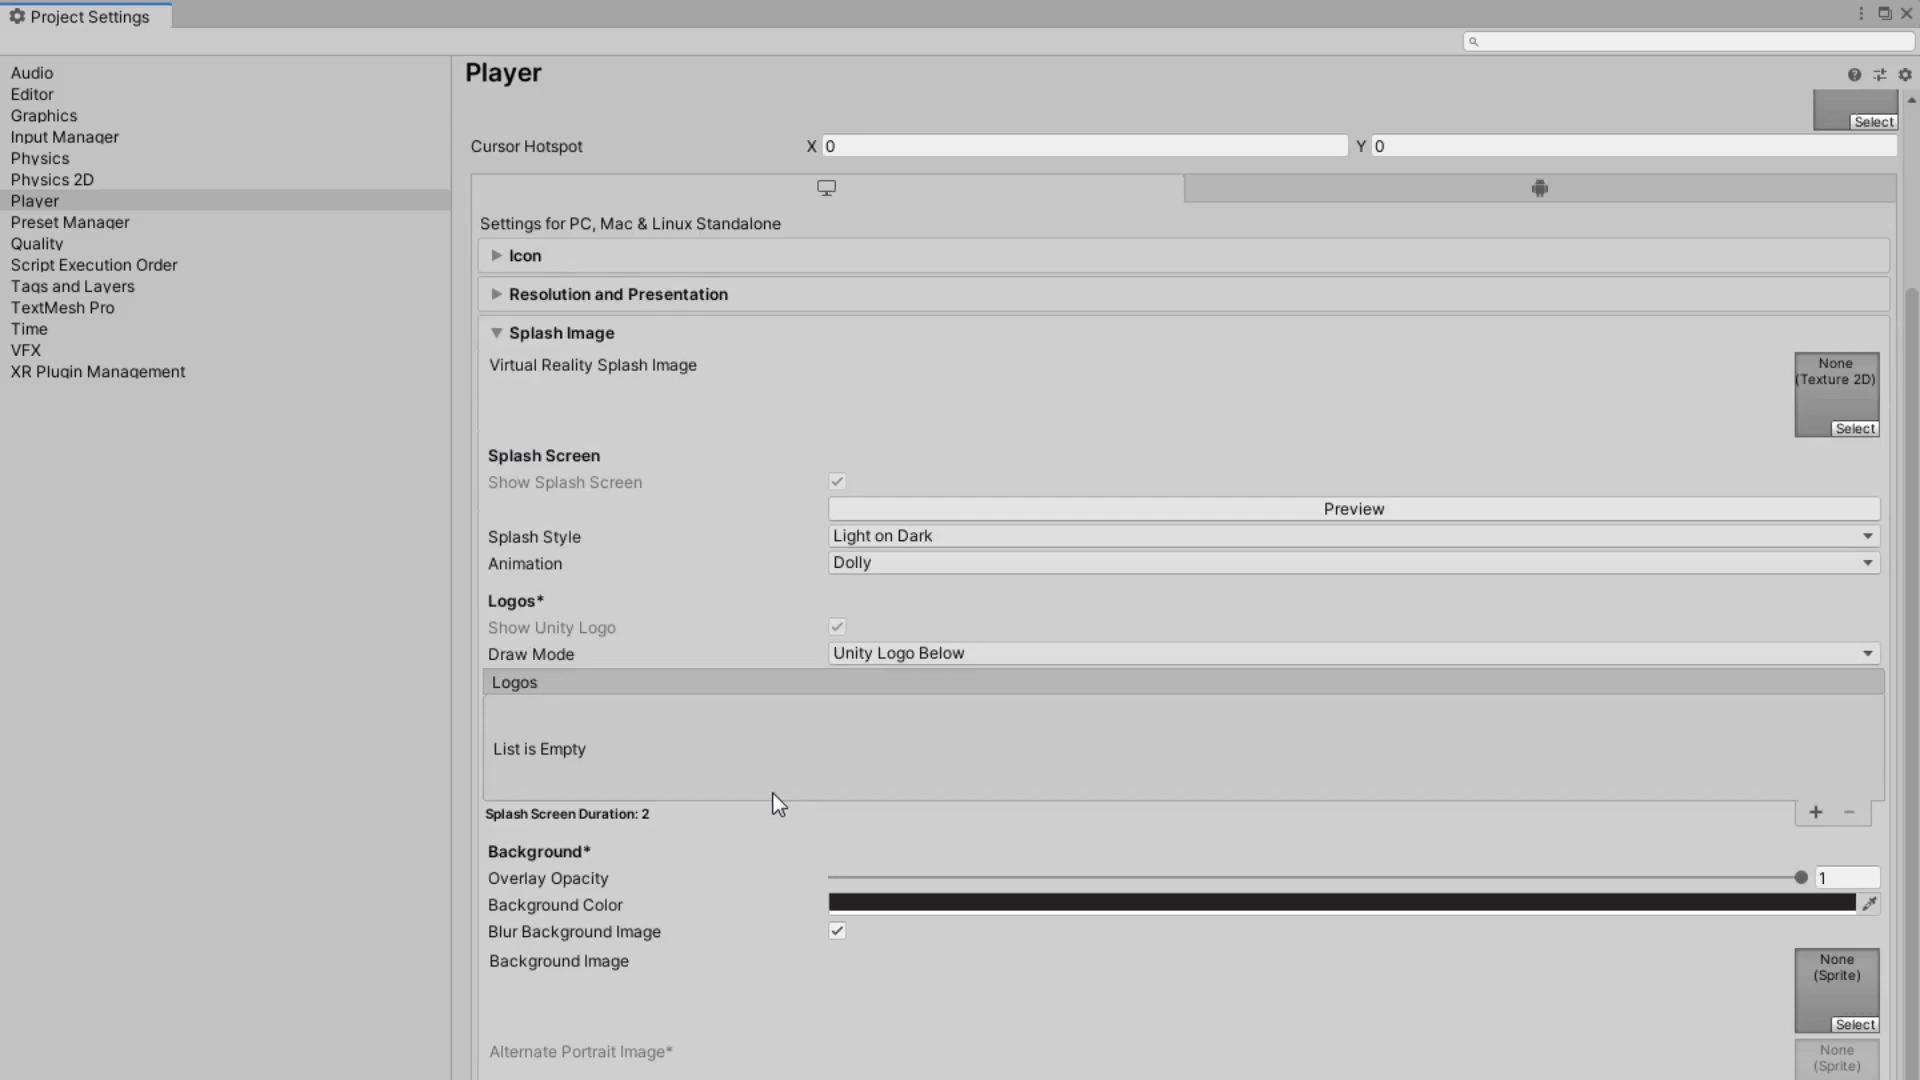 Project Settings
Audio
Editor
Graphics
Input Manager
Physics
Physics 2D
Player
Preset Manager
Quality
Script Execution Order
Tags and Layers
TextMesh Pro
Time
VFX
XR Plugin Management
Player
Select
Cursor Hotspot X 0 Y 0
Settings for PC, Mac & Linux Standalone
Icon
Resolution and Presentation
Splash Image
Virtual Reality Splash Image
None
(Texture 2D)
Select
Splash Screen
Show Splash Screen
Preview
Splash Style Light on Dark
Animation Dolly
Logos*
Show Unity Logo
Draw Mode Unity Logo Below
Logos
List is Empty
Splash Screen Duration: 2
Background*
Overlay Opacity 1
Background Color
Blur Background Image
Background Image
None
(Sprite)
Select
Alternate Portrait Image*
None
(Sprite)